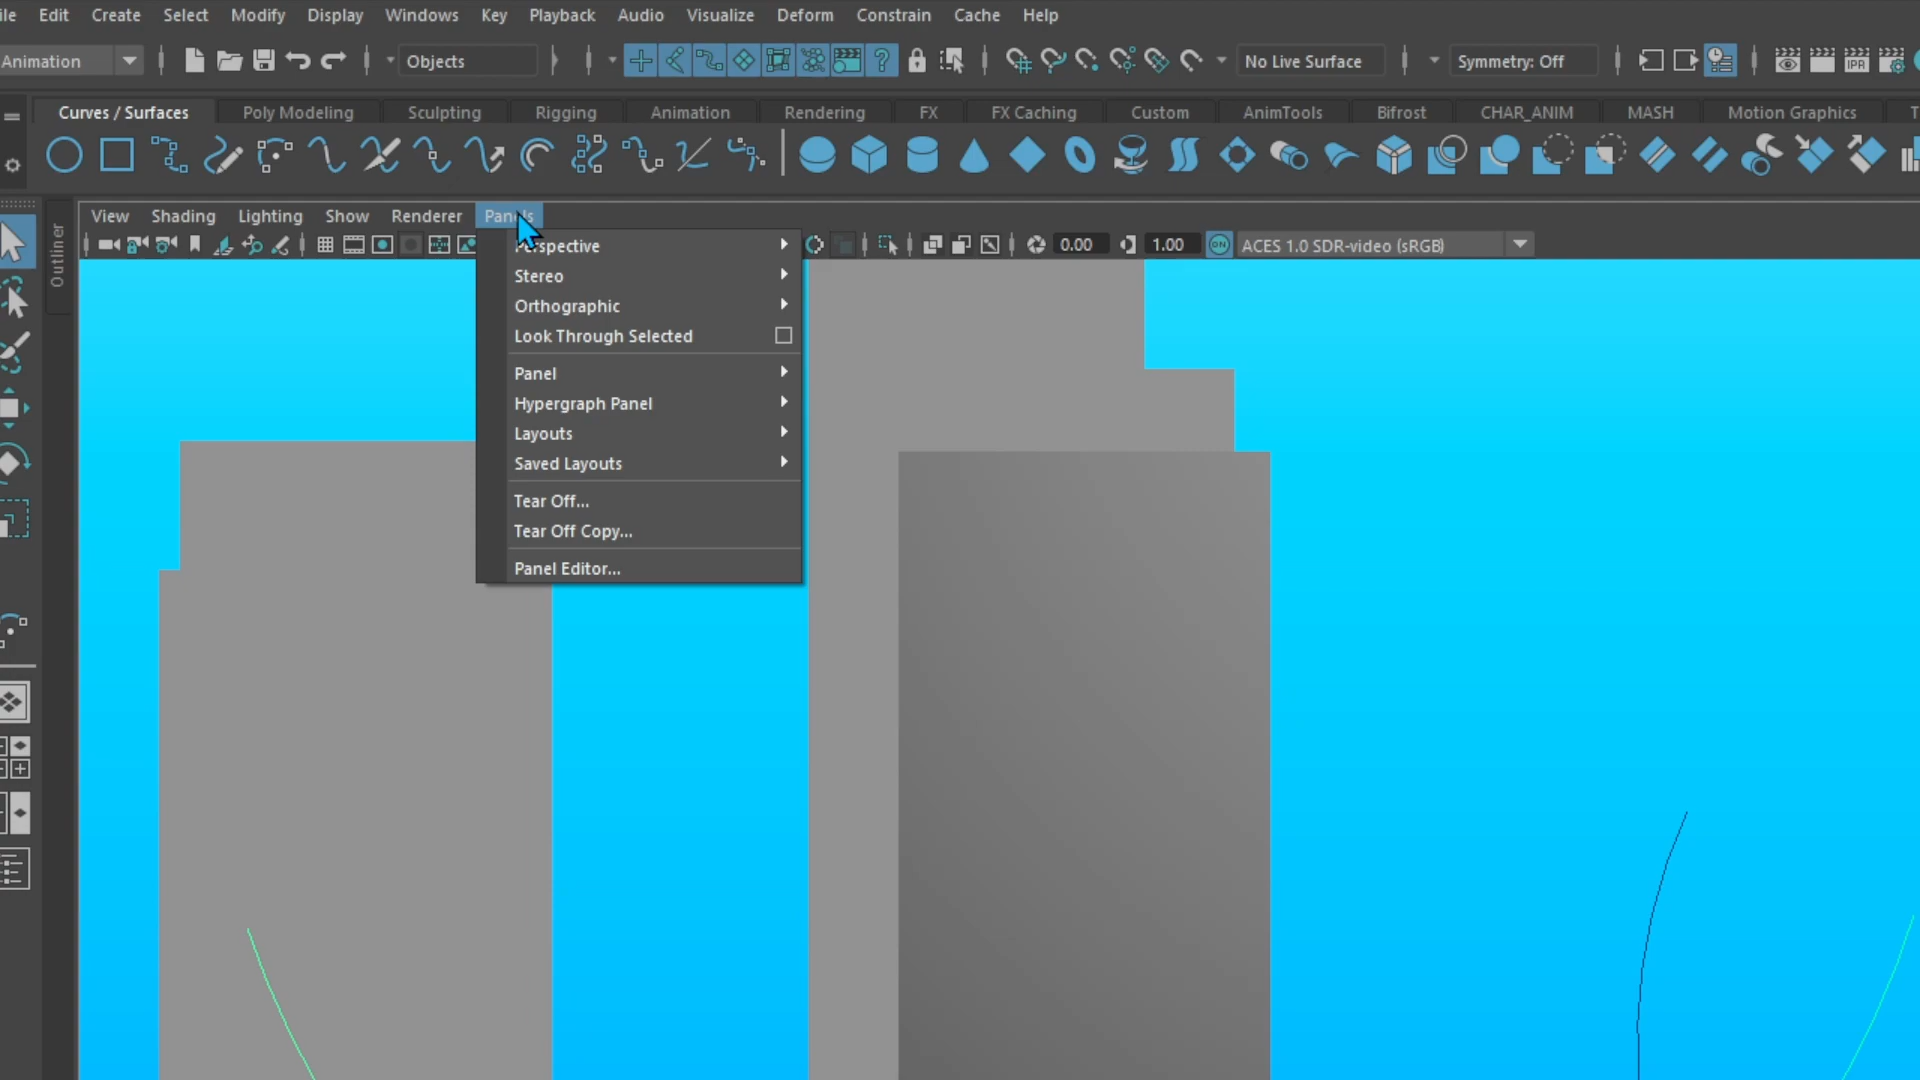 ile Edit Create Select Modify Display Windows Key Playback Audio Visualize Deform Constrain Cache Help
Animation Objects No Live Surface Symmetry: Off IPR
Curves / Surfaces Poly Modeling Sculpting Rigging Animation Rendering FX FX Caching Custom AnimTools Bifrost CHAR_ANIM MASH Motion Graphics T
View Shading Lighting Show Renderer Panels
Outliner
0.00 1.00 ON ACES 1.0 SDR-video (sRGB)
Perspective
Stereo
Orthographic
Look Through Selected
Panel
Hypergraph Panel
Layouts
Saved Layouts
Tear Off...
Tear Off Copy...
Panel Editor...